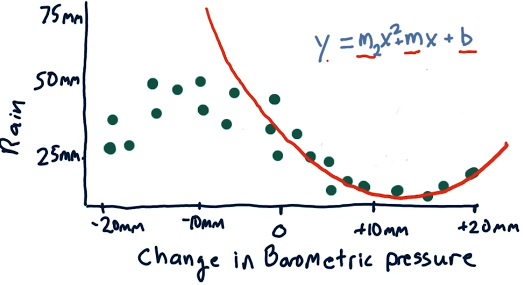 75mm
y = m₂x²+mx + b
50mm
Rain
25mm
-20mm -10mm 0 +10mm +20mm
Change in Barometric pressure